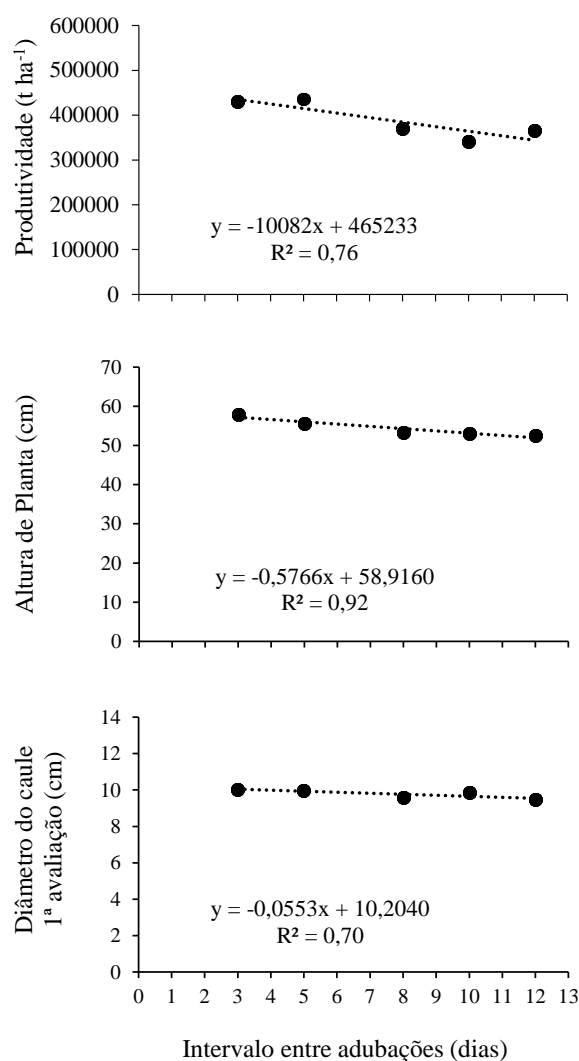 Produtividade (t ha⁻¹)
600000
500000
400000
300000
200000
100000
0
y = -10082x + 465233
R² = 0,76
Altura de Planta (cm)
70
60
50
40
30
20
10
0
y = -0,5766x + 58,9160
R² = 0,92
Diâmetro do caule
1ª avaliação (cm)
14
12
10
8
6
4
2
0
y = -0,0553x + 10,2040
R² = 0,70
0 1 2 3 4 5 6 7 8 9 10 11 12 13
Intervalo entre adubações (dias)